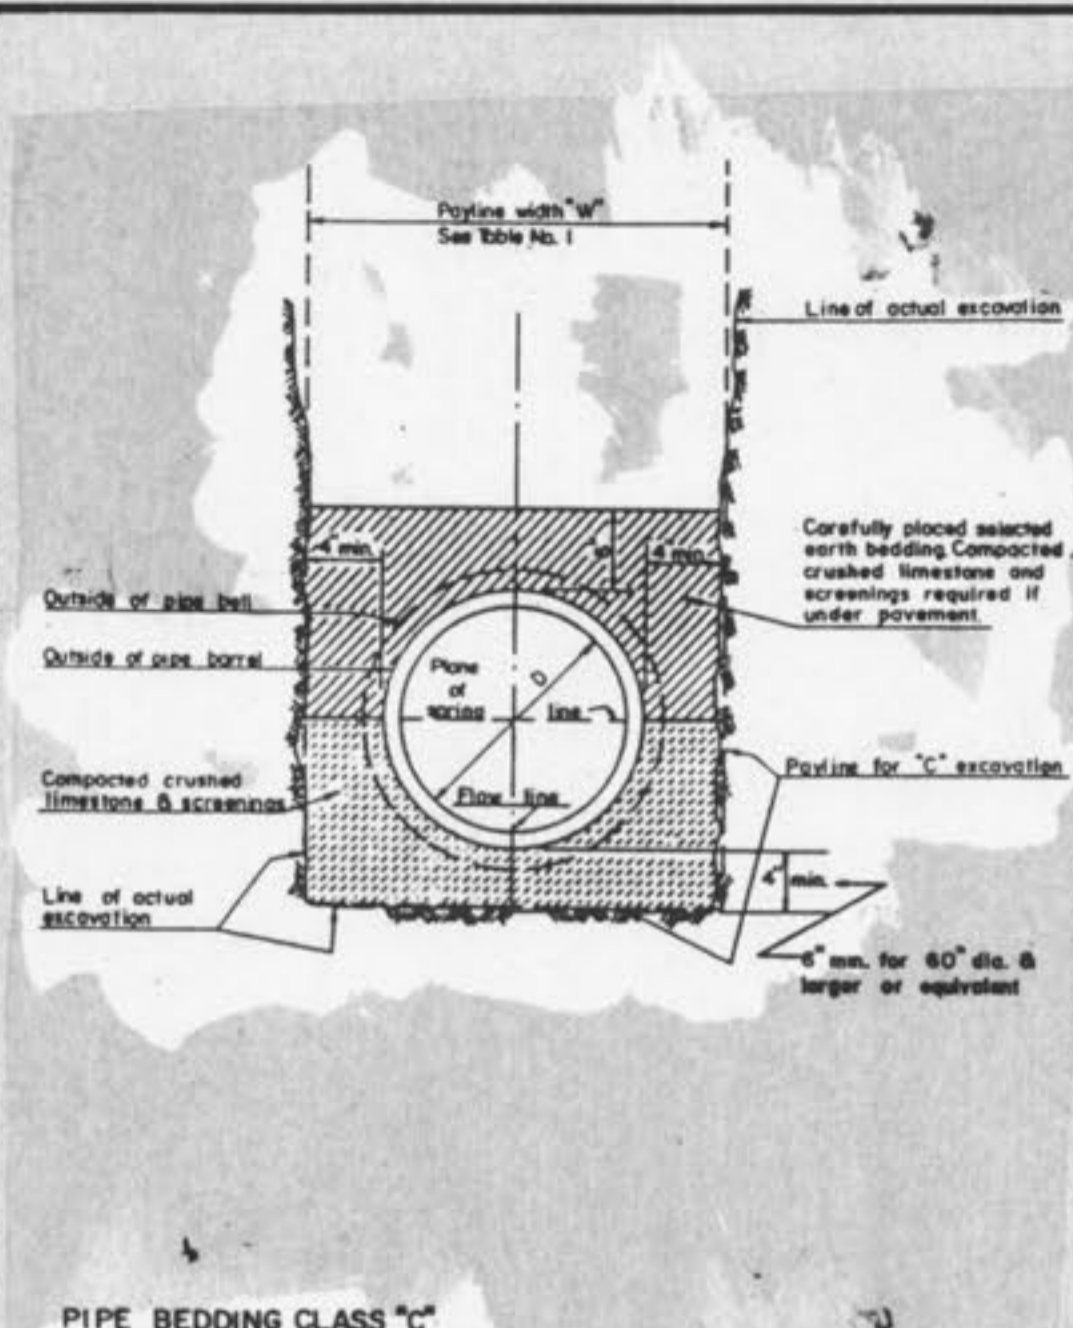 Payline width "W"
See Table No. 1
Line of actual excavation
4" min.
4" min.
Carefully placed selected
earth bedding. Compacted
crushed limestone and
screenings required if
under pavement.
Outside of pipe bell
Outside of pipe barrel
Plane
of
spring line
D
Compacted crushed
limestone & screenings
Flow line
Payline for "C" excavation
Line of actual
excavation
4" min.
6" min. for 60" dia. &
larger or equivalent
PIPE BEDDING CLASS "C"